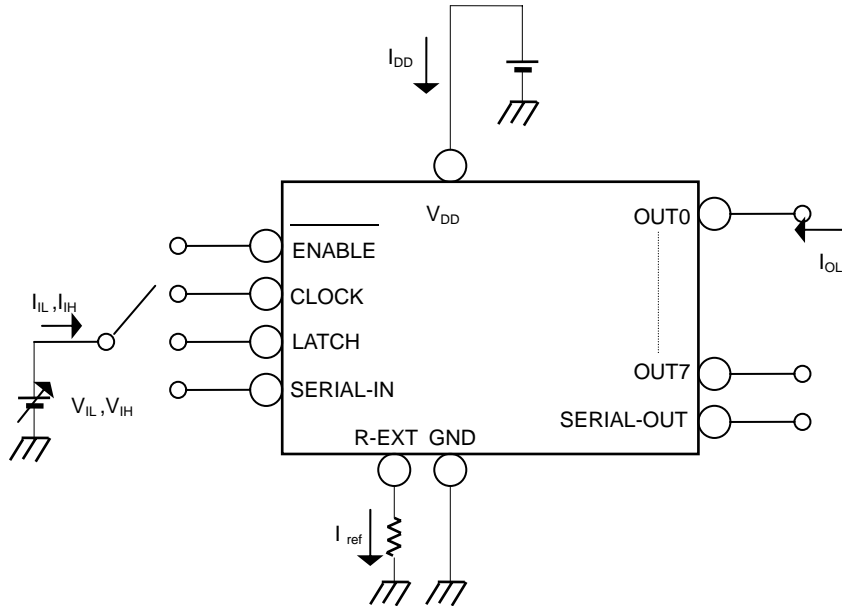 I_DD
V_DD
OUT0
ENABLE
I_OL
CLOCK
I_IL ,I_IH
LATCH
OUT7
SERIAL-IN
V_IL ,V_IH
SERIAL-OUT
R-EXT GND
I_ref